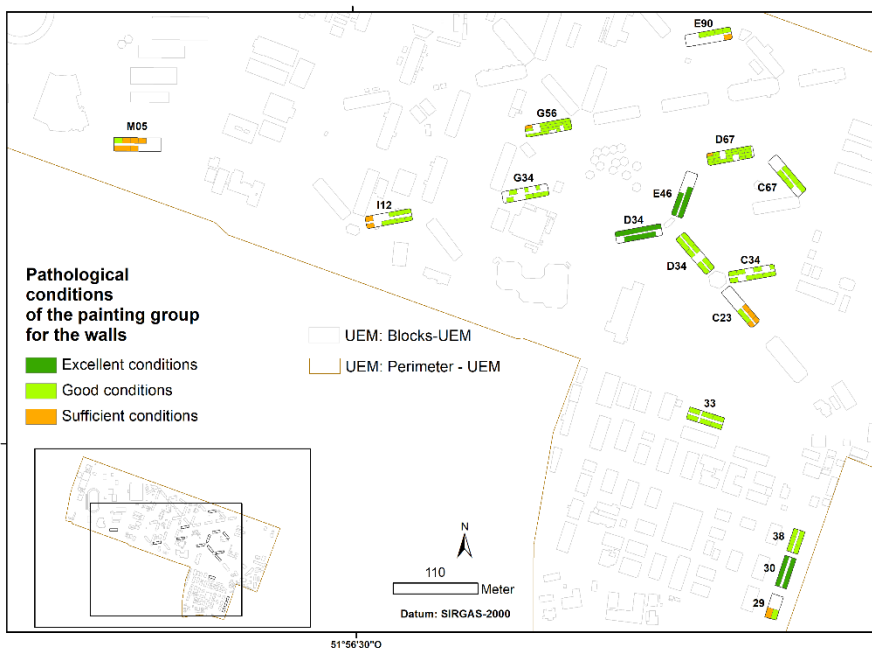 E90
M05
G56
D67
C67
G34
E46
I12
D34
D34
C34
C23
Pathological
conditions
of the painting group
for the walls
Excellent conditions
Good conditions
Sufficient conditions
UEM: Blocks-UEM
UEM: Perimeter - UEM
33
38
30
29
N
110
Meter
Datum: SIRGAS-2000
51°56'30"O